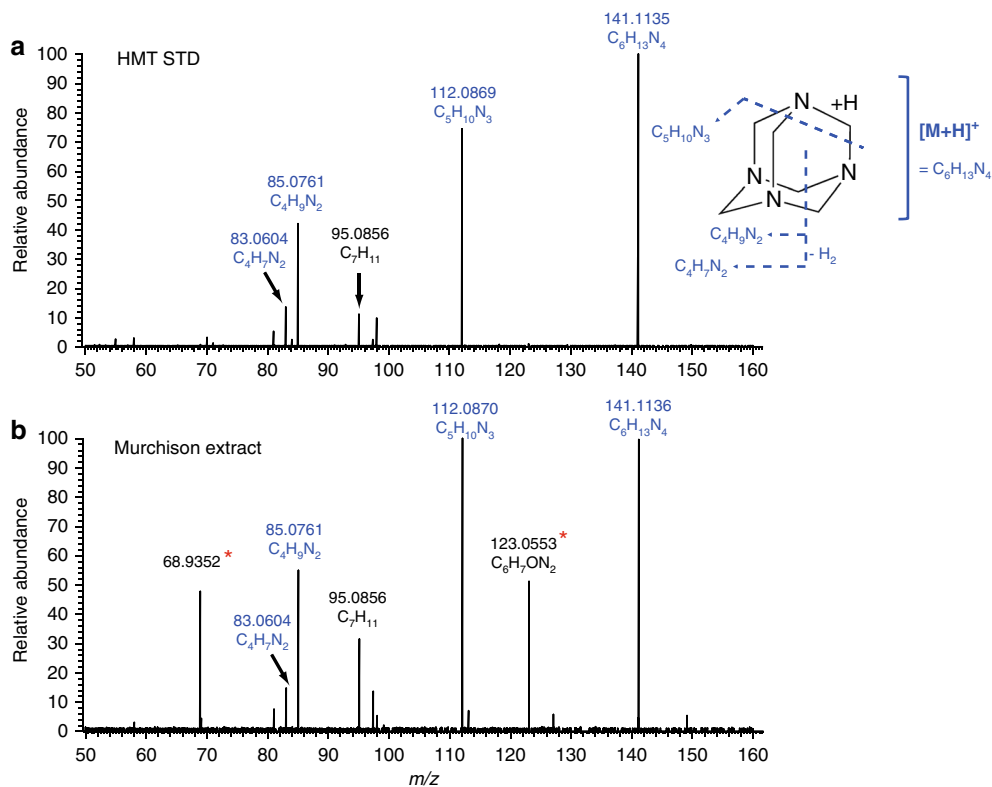 a
HMT STD
141.1135
C₆H₁₃N₄
112.0869
C₅H₁₀N₃
85.0761
C₄H₉N₂
83.0604
C₄H₇N₂
95.0856
C₇H₁₁
Relative abundance
100
90
80
70
60
50
40
30
20
10
0
50 60 70 80 90 100 110 120 130 140 150 160
N
+H
N
N
N
C₅H₁₀N₃
C₄H₉N₂
- H₂
C₄H₇N₂
[M+H]⁺
= C₆H₁₃N₄
b
Murchison extract
112.0870
C₅H₁₀N₃
141.1136
C₆H₁₃N₄
68.9352 *
85.0761
C₄H₉N₂
83.0604
C₄H₇N₂
95.0856
C₇H₁₁
123.0553 *
C₆H₇ON₂
Relative abundance
100
90
80
70
60
50
40
30
20
10
0
50 60 70 80 90 100 110 120 130 140 150 160
m/z